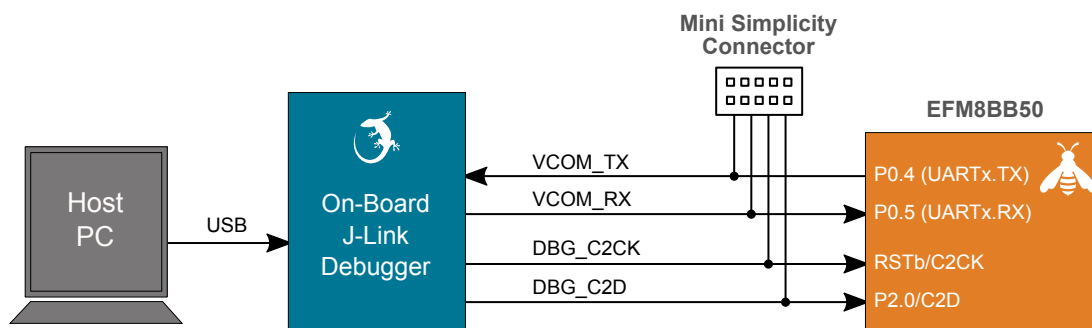 Mini Simplicity
Connector
EFM8BB50
Host
PC
USB
On-Board
J-Link
Debugger
VCOM_TX
VCOM_RX
DBG_C2CK
DBG_C2D
P0.4 (UARTx.TX)
P0.5 (UARTx.RX)
RSTb/C2CK
P2.0/C2D